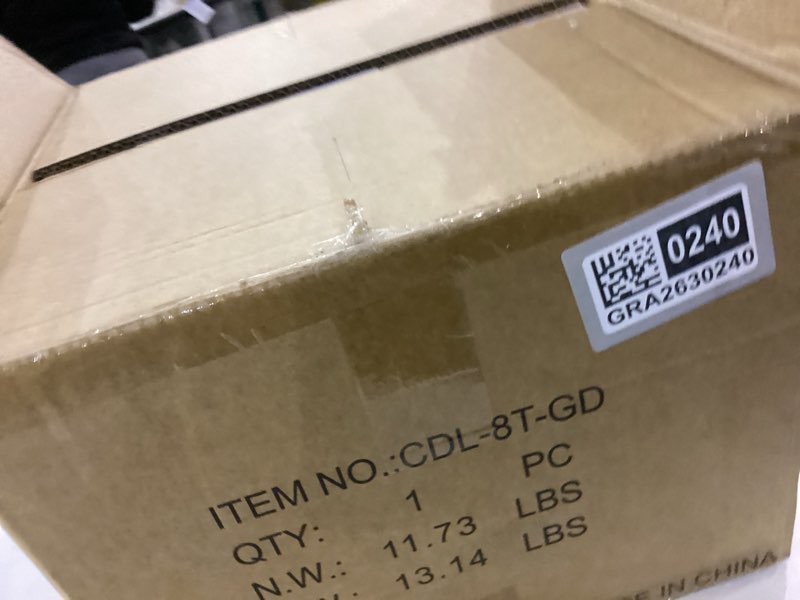 0240
GRA2630240
ITEM NO.:CDL-8T-GD
QTY: 1 PC
N.W.: 11.73 LBS
13.14 LBS
IN CHINA